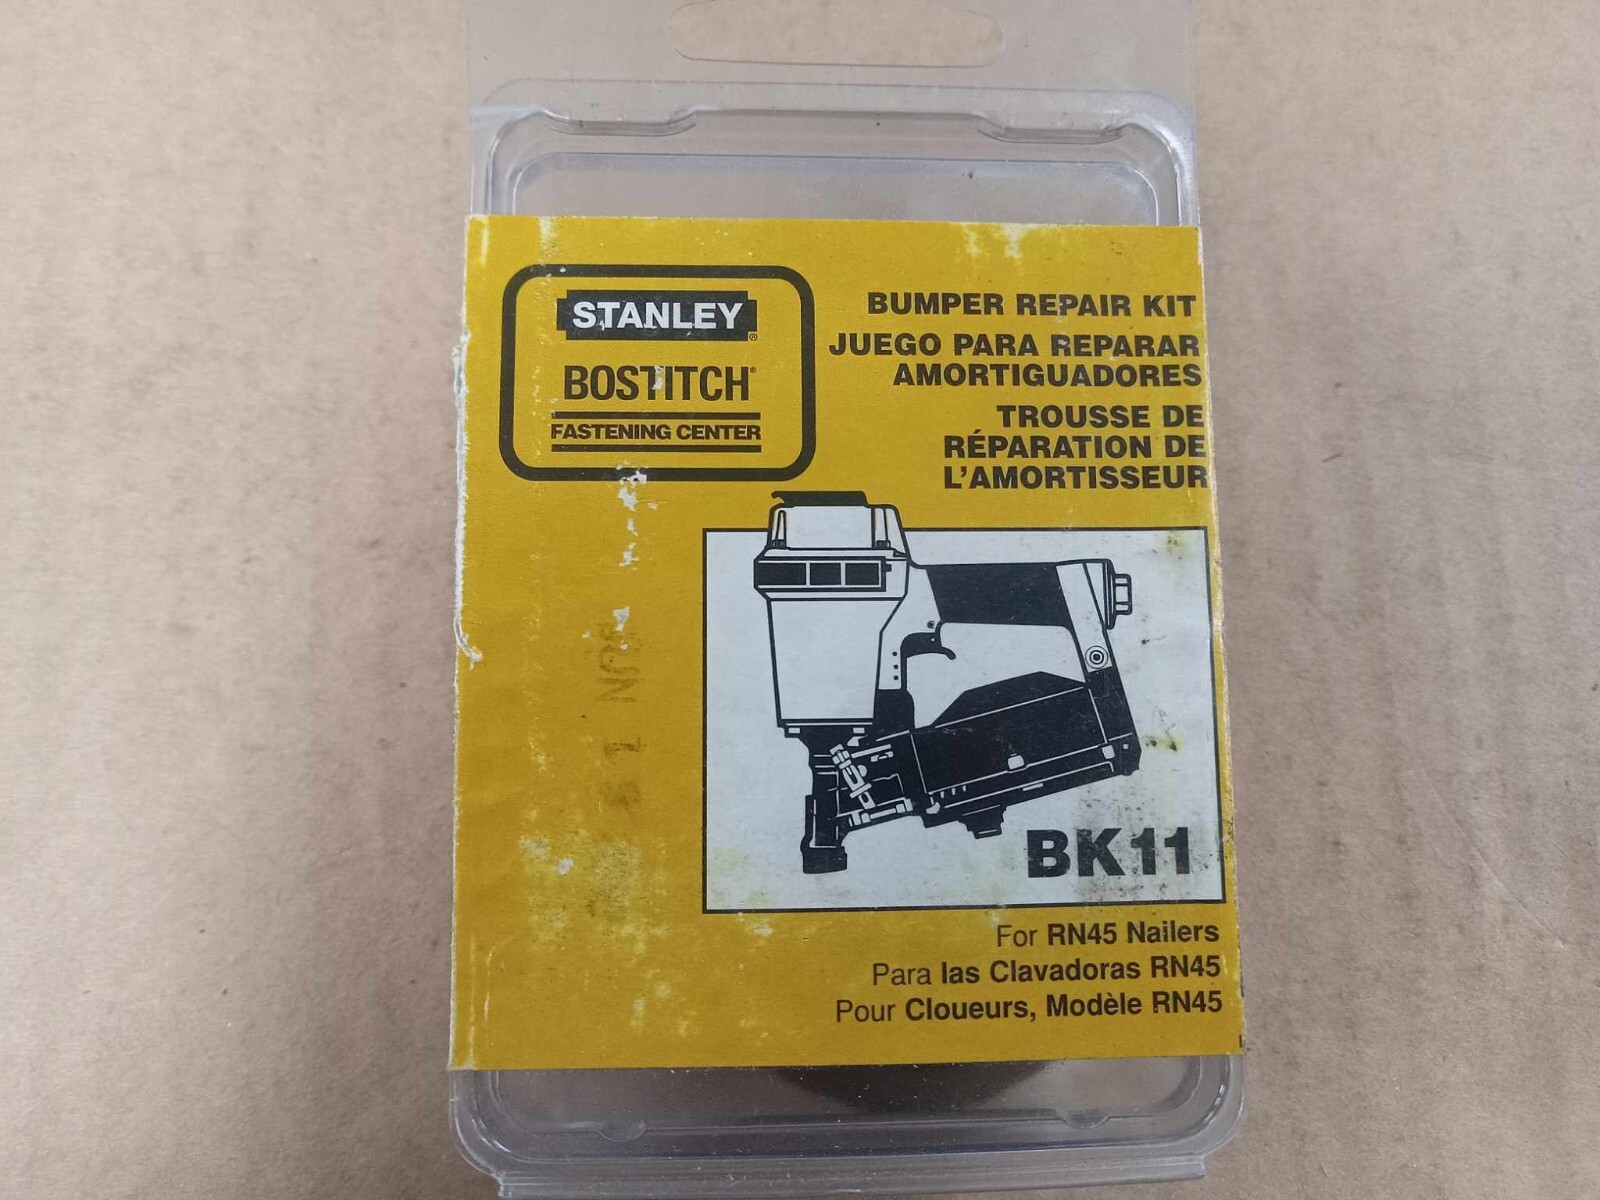 STANLEY®
BOSTITCH®
FASTENING CENTER
BUMPER REPAIR KIT
JUEGO PARA REPARAR
AMORTIGUADORES
TROUSSE DE
RÉPARATION DE
L'AMORTISSEUR
BK11
For RN45 Nailers
Para las Clavadoras RN45
Pour Cloueurs, Modèle RN45